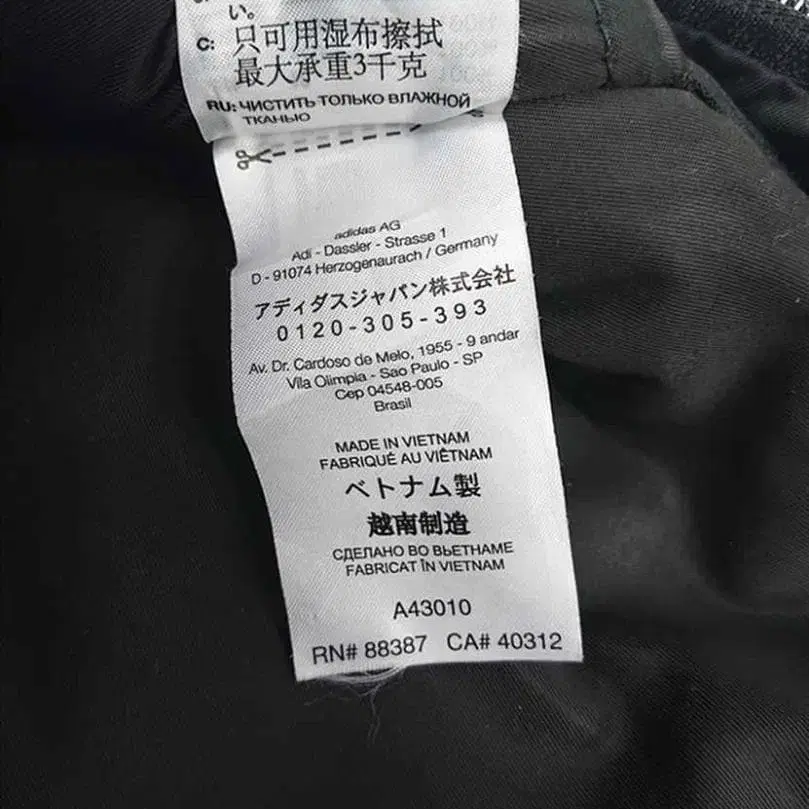 い。
C: 只可用湿布擦拭
最大承重3千克
RU: ЧИСТИТЬ ТОЛЬКО ВЛАЖНОЙ
ТКАНЬЮ
adidas AG
Adi - Dassler - Strasse 1
D - 91074 Herzogenaurach / Germany
アディダスジャパン株式会社
0120-305-393
Av. Dr. Cardoso de Melo, 1955 - 9 andar
Vila Olimpia - Sao Paulo - SP
Cep 04548-005
Brasil
MADE IN VIETNAM
FABRIQUÉ AU VIÊTNAM
ベトナム製
越南制造
СДЕЛАНО ВО ВЬЕТНАМЕ
FABRICAT ÎN VIETNAM
A43010
RN# 88387 CA# 40312